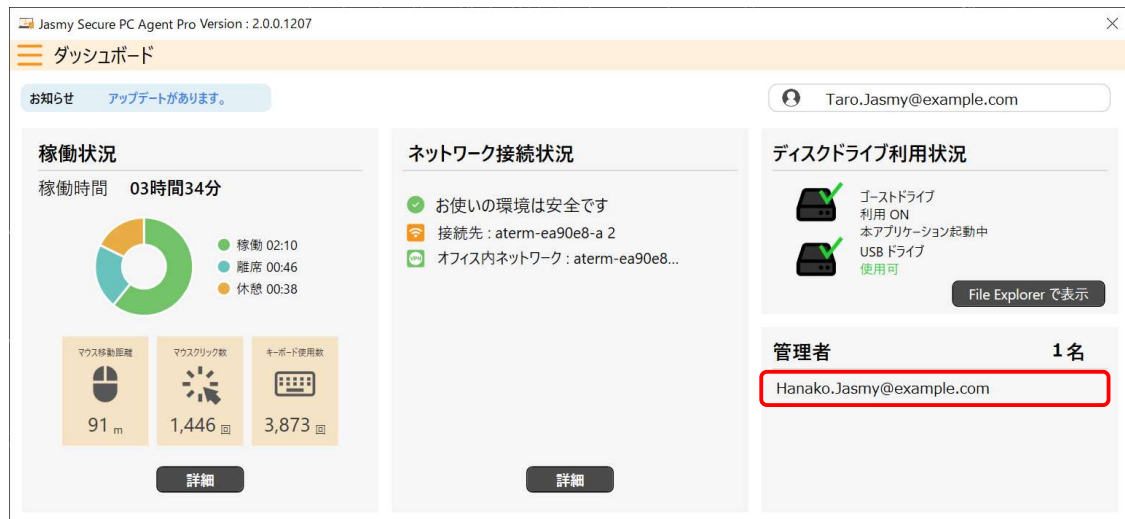 Jasmy Secure PC Agent Pro Version : 2.0.0.1207
ダッシュボード
お知らせ アップデートがあります。
Taro.Jasmy@example.com
稼働状況
稼働時間 03時間34分
稼働 02:10
離席 00:46
休憩 00:38
マウス移動距離
91 m
マウスクリック数
1,446 回
キーボード使用数
3,873 回
詳細
ネットワーク接続状況
お使いの環境は安全です
接続先 : aterm-ea90e8-a 2
VPN
オフィス内ネットワーク : aterm-ea90e8...
詳細
ディスクドライブ利用状況
ゴーストドライブ
利用 ON
本アプリケーション起動中
USB ドライブ
使用可
File Explorer で表示
管理者 1名
Hanako.Jasmy@example.com